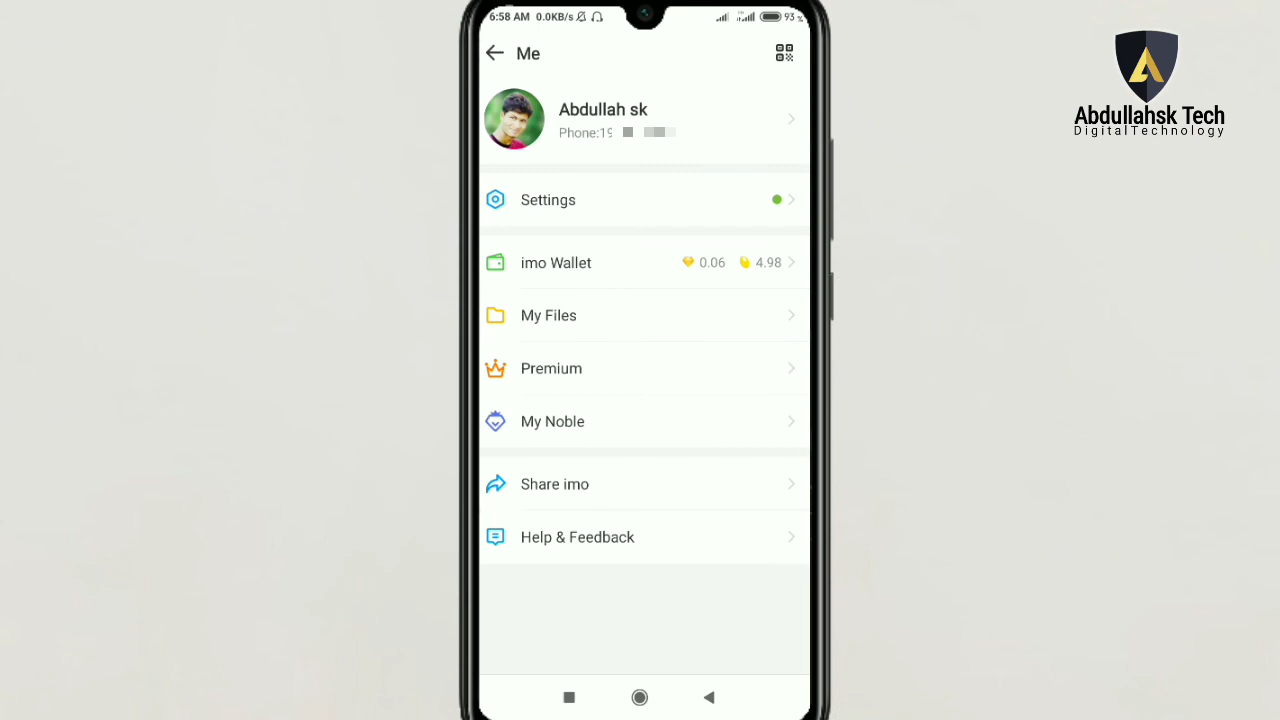 6:58 AM 0.0KB/s
93 %
Me
Abdullah sk
Phone:19
Settings
imo Wallet 0.06 4.98
My Files
Premium
My Noble
Share imo
Help & Feedback
Abdullahsk Tech
DigitalTechnology